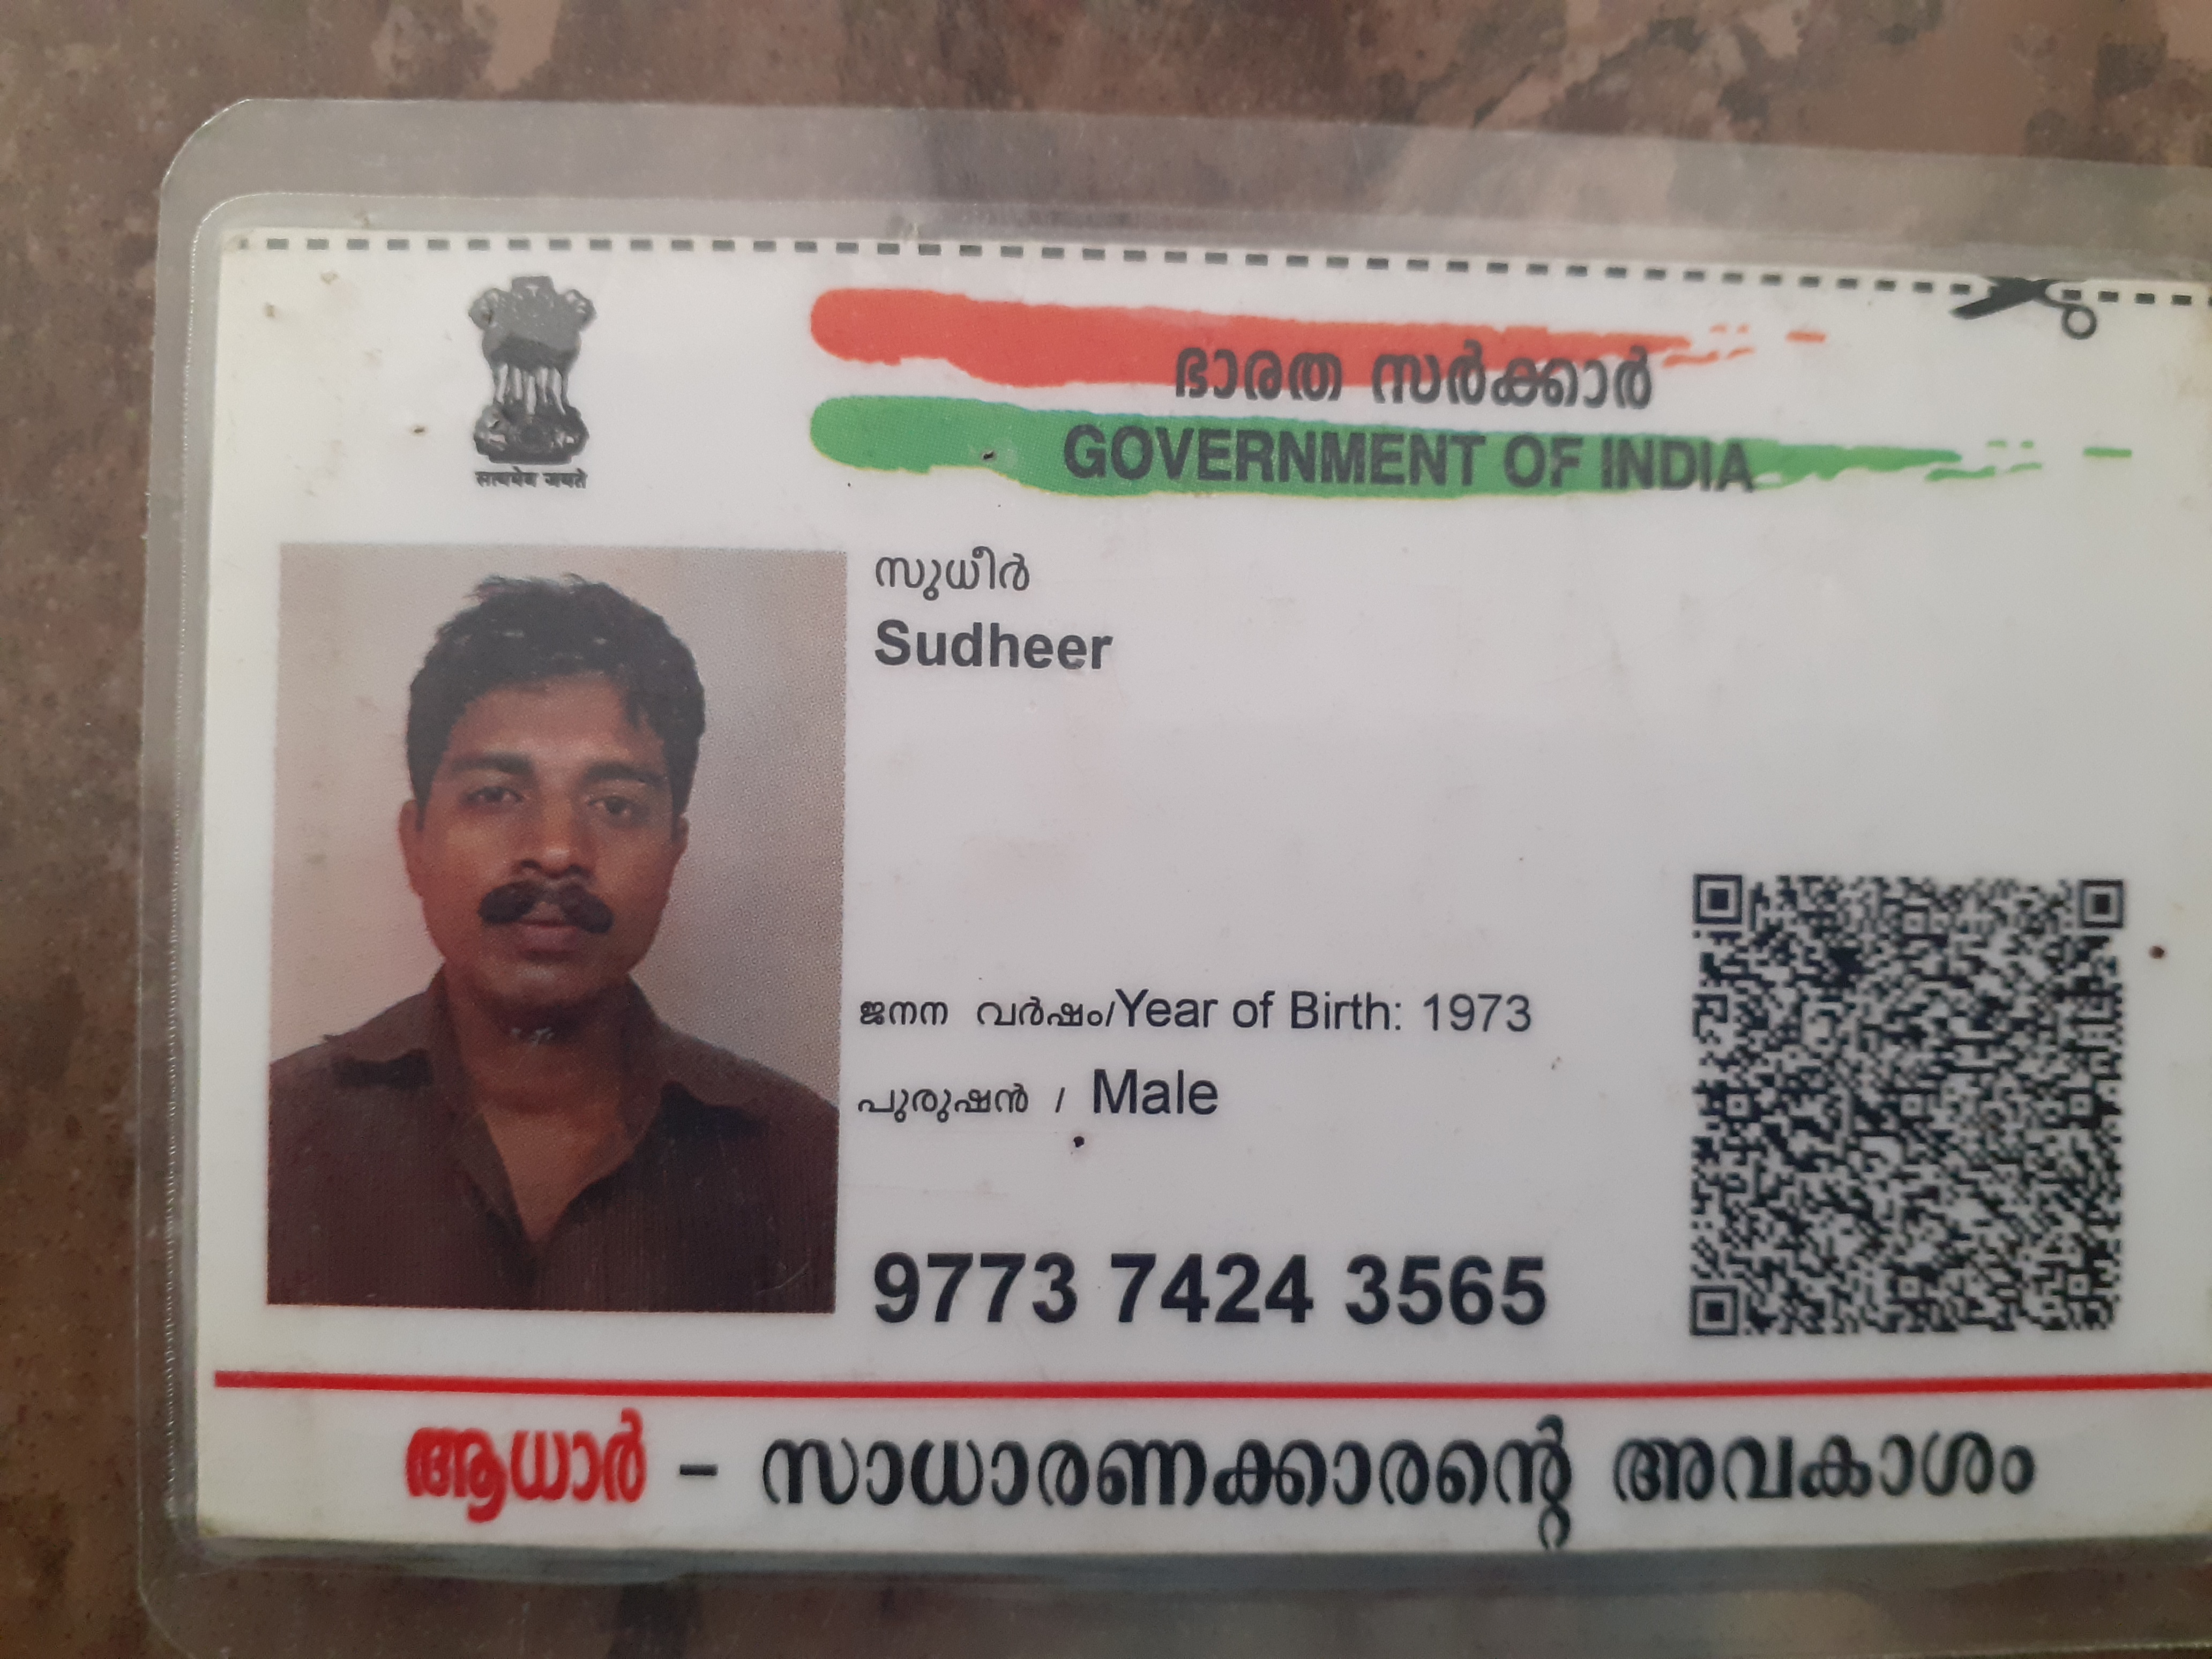 ഭാരത സർക്കാർ
GOVERNMENT OF INDIA
सत्यमेव जयते
സുധീർ
Sudheer
ജനന വർഷം/Year of Birth: 1973
പുരുഷൻ / Male
9773 7424 3565
ആധാർ - സാധാരണക്കാരന്റെ അവകാശം